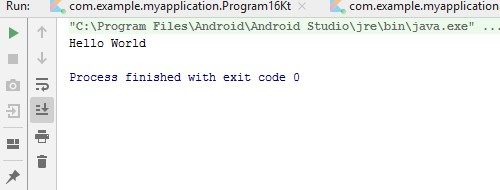 Run: com.example.myapplication.Program16Kt × com.example.myapplication
"C:\Program Files\Android\Android Studio\jre\bin\java.exe" ...
Hello World
Process finished with exit code 0